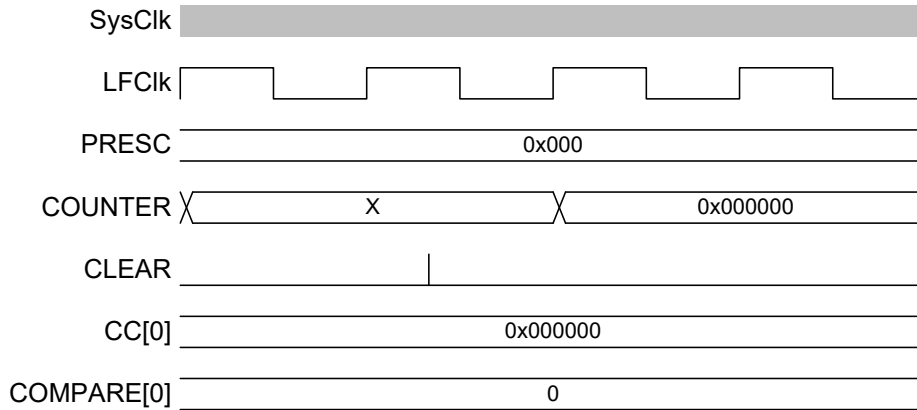 SysClk
LFClk
PRESC 0x000
COUNTER X 0x000000
CLEAR
CC[0] 0x000000
COMPARE[0] 0